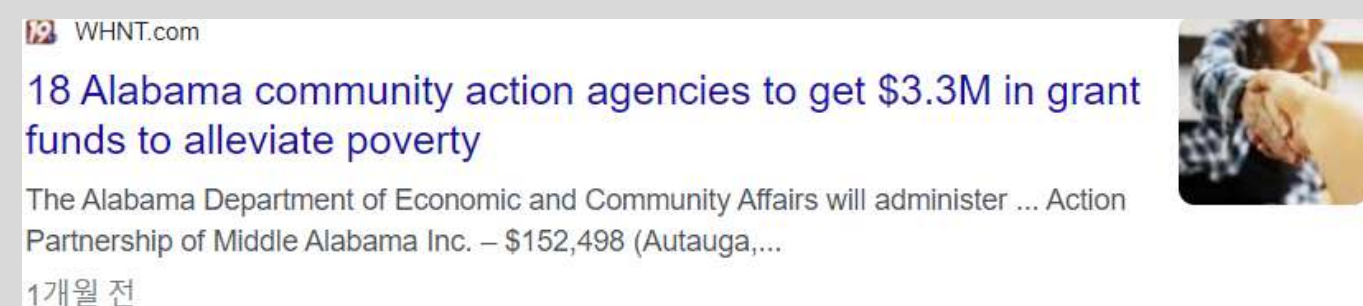 19 WHNT.com
18 Alabama community action agencies to get $3.3M in grant
funds to alleviate poverty
The Alabama Department of Economic and Community Affairs will administer ... Action
Partnership of Middle Alabama Inc. – $152,498 (Autauga,...
1개월 전